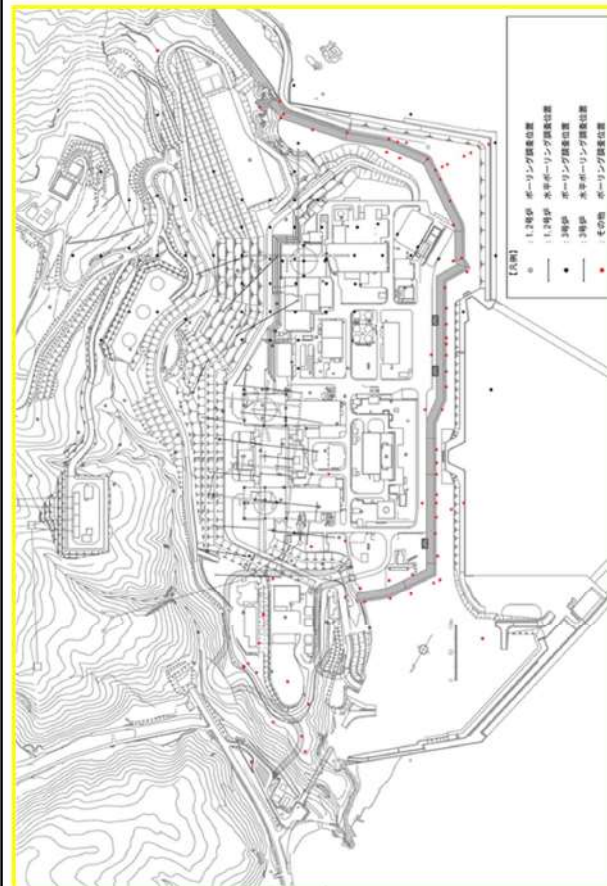 【凡例】
：1,2号炉 ボーリング調査位置
：1,2号炉 水平ボーリング調査位置
：3号炉 ボーリング調査位置
：3号炉 水平ボーリング調査位置
：その他 ボーリング調査位置